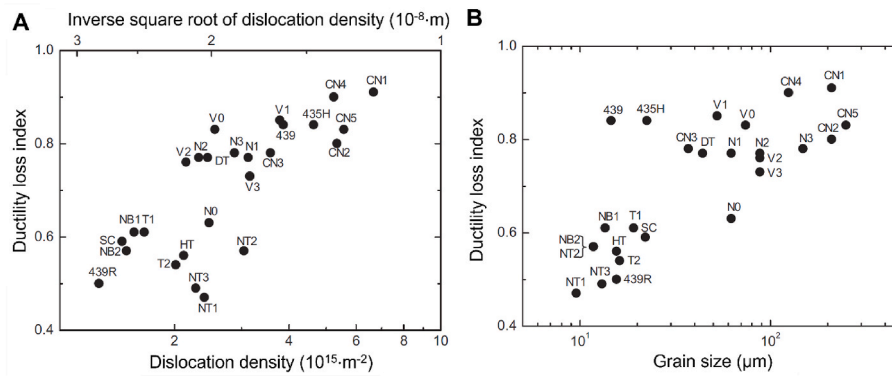 A
Inverse square root of dislocation density (10⁻⁸·m)
3 2 1
Ductility loss index
1.0
0.8
0.6
0.4
CN4
CN1
V0
V1
435H
CN5
439
N2
N3
N1
V2
DT
CN3
CN2
V3
NB1 T1
N0
SC
NB2
HT
NT2
T2
439R
NT3
NT1
2 4 6 8 10
Dislocation density (10¹⁵·m⁻²)
B
Ductility loss index
1.0
0.8
0.6
0.4
CN4
CN1
439
435H
V1
V0
CN5
CN2
CN3
DT
N1
N2
N3
V2
V3
N0
NB1
T1
SC
NB2
NT2
HT
T2
NT3
439R
NT1
10¹ 10²
Grain size (μm)